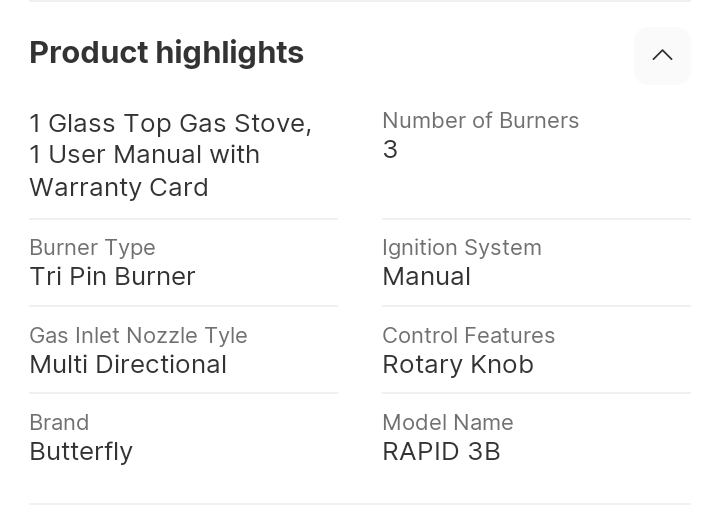 Product highlights
1 Glass Top Gas Stove,
1 User Manual with
Warranty Card
Number of Burners
3
Burner Type
Tri Pin Burner
Ignition System
Manual
Gas Inlet Nozzle Tyle
Multi Directional
Control Features
Rotary Knob
Brand
Butterfly
Model Name
RAPID 3B